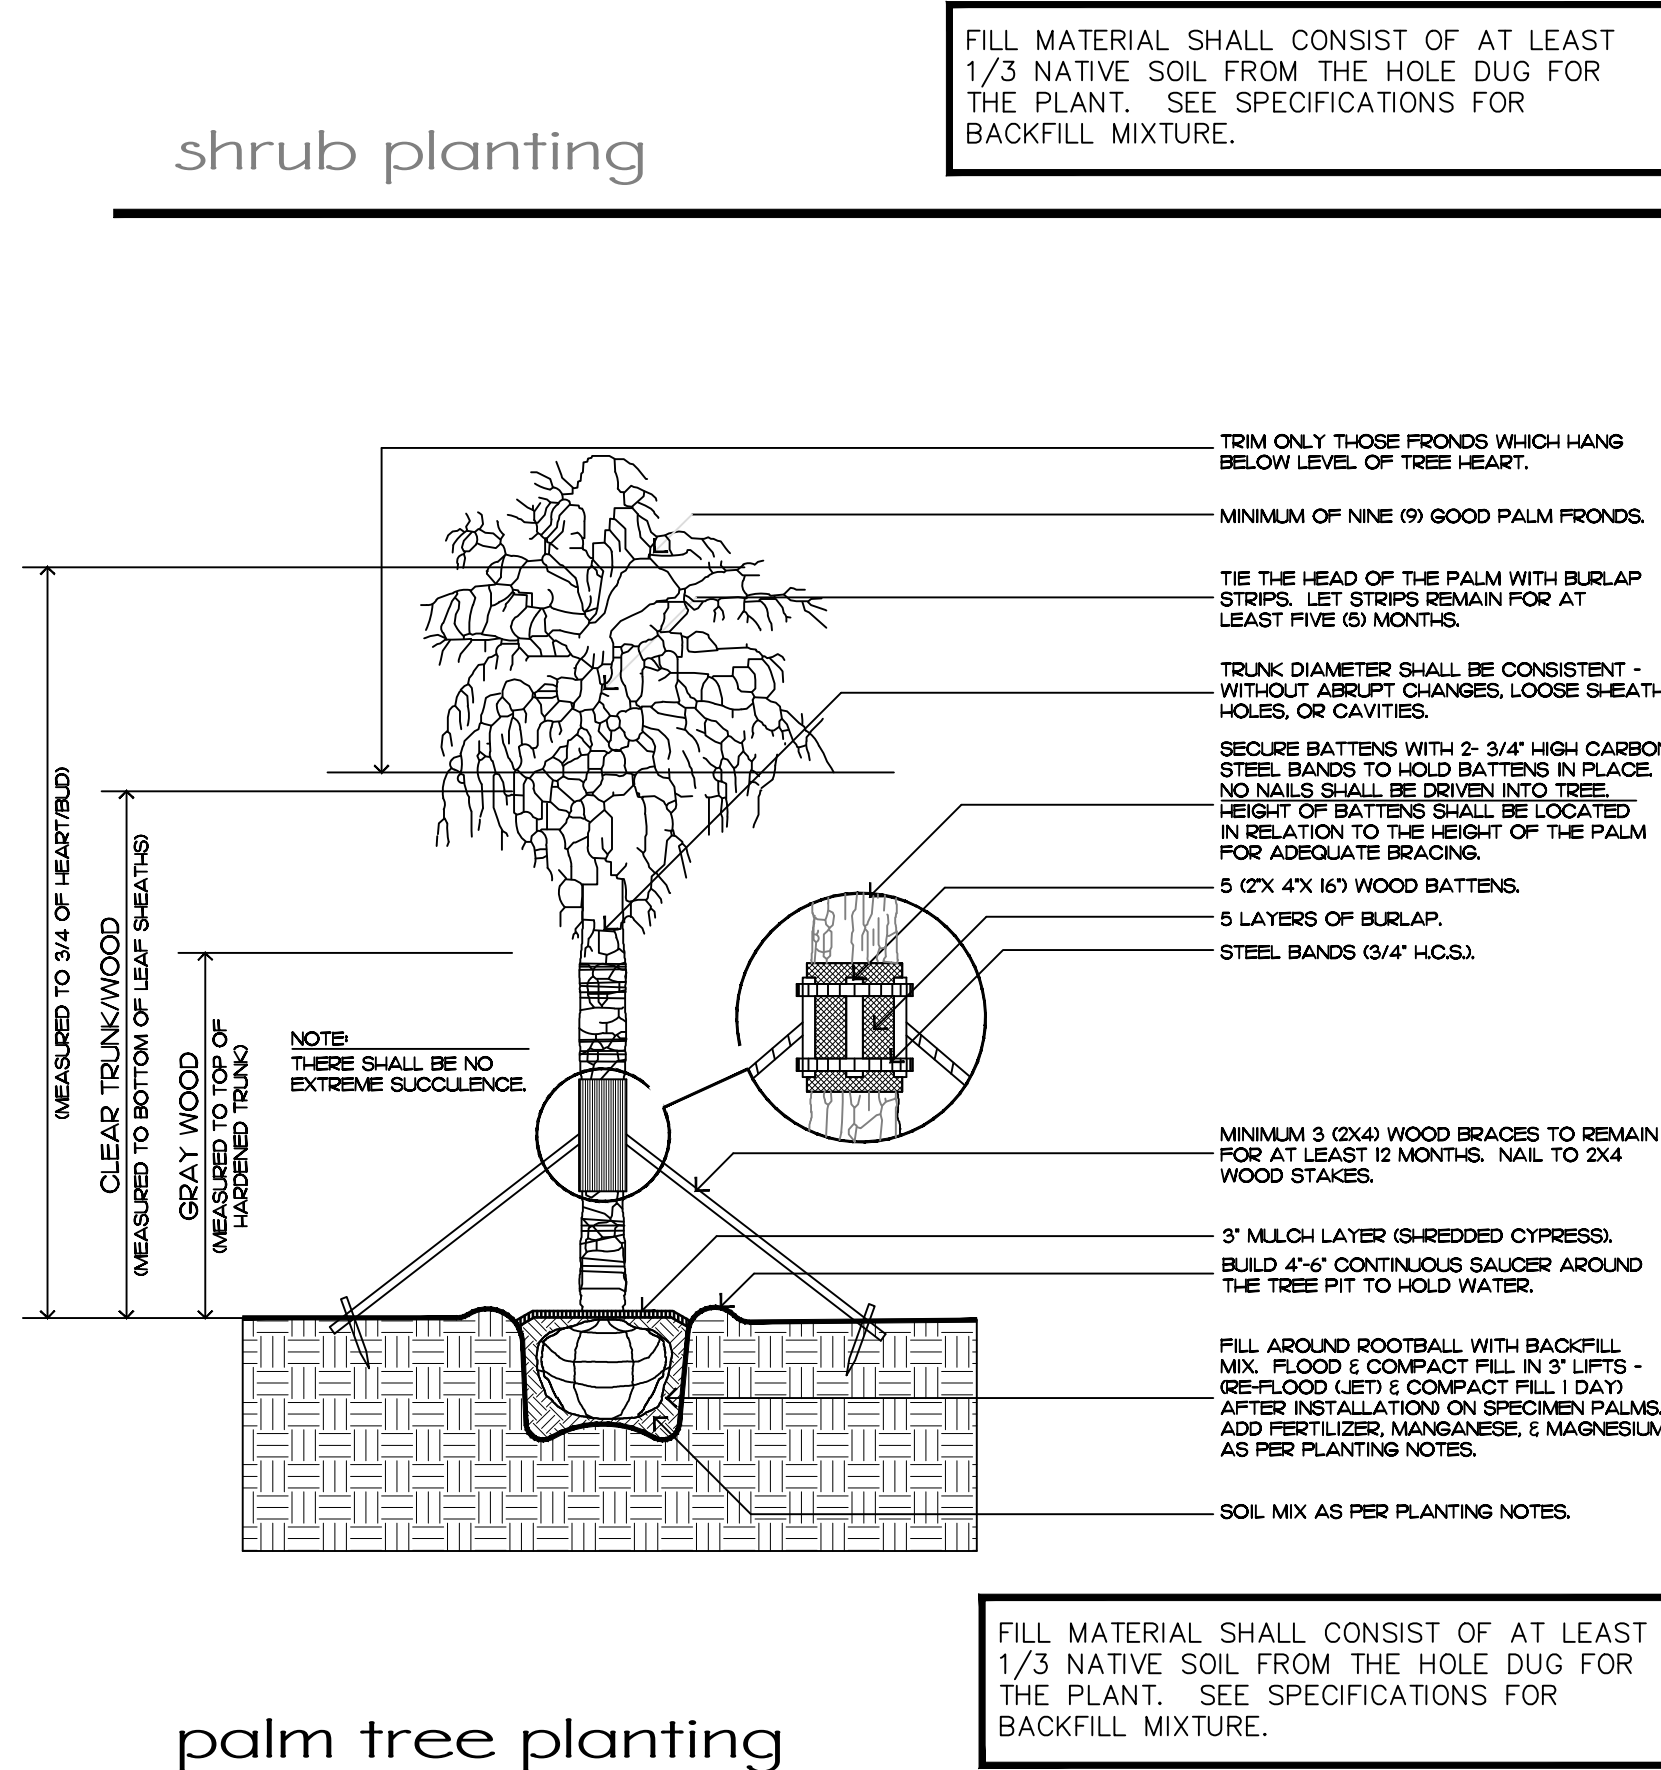 FILL MATERIAL SHALL CONSIST OF AT LEAST
1/3 NATIVE SOIL FROM THE HOLE DUG FOR
THE PLANT.  SEE SPECIFICATIONS FOR
BACKFILL MIXTURE.
shrub planting
TRIM ONLY THOSE FRONDS WHICH HANG
BELOW LEVEL OF TREE HEART.
MINIMUM OF NINE (9) GOOD PALM FRONDS.
TIE THE HEAD OF THE PALM WITH BURLAP
STRIPS.  LET STRIPS REMAIN FOR AT
LEAST FIVE (5) MONTHS.
TRUNK DIAMETER SHALL BE CONSISTENT -
WITHOUT ABRUPT CHANGES, LOOSE SHEATH
HOLES, OR CAVITIES.
SECURE BATTENS WITH 2- 3/4" HIGH CARBON
STEEL BANDS TO HOLD BATTENS IN PLACE.
NO NAILS SHALL BE DRIVEN INTO TREE.
HEIGHT OF BATTENS SHALL BE LOCATED
IN RELATION TO THE HEIGHT OF THE PALM
FOR ADEQUATE BRACING.
5 (2"X 4"X 16") WOOD BATTENS.
5 LAYERS OF BURLAP.
STEEL BANDS (3/4" H.C.S.).
(MEASURED TO 3/4 OF HEART/BUD)
CLEAR TRUNK/WOOD
(MEASURED TO BOTTOM OF LEAF SHEATHS)
GRAY WOOD
(MEASURED TO TOP OF
HARDENED TRUNK)
NOTE:
THERE SHALL BE NO
EXTREME SUCCULENCE.
MINIMUM 3 (2X4) WOOD BRACES TO REMAIN
FOR AT LEAST 12 MONTHS.  NAIL TO 2X4
WOOD STAKES.
3" MULCH LAYER (SHREDDED CYPRESS).
BUILD 4"-6" CONTINUOUS SAUCER AROUND
THE TREE PIT TO HOLD WATER.
FILL AROUND ROOTBALL WITH BACKFILL
MIX.  FLOOD & COMPACT FILL IN 3" LIFTS -
(RE-FLOOD (JET) & COMPACT FILL 1 DAY)
AFTER INSTALLATION) ON SPECIMEN PALMS.
ADD FERTILIZER, MANGANESE, & MAGNESIUM
AS PER PLANTING NOTES.
SOIL MIX AS PER PLANTING NOTES.
FILL MATERIAL SHALL CONSIST OF AT LEAST
1/3 NATIVE SOIL FROM THE HOLE DUG FOR
THE PLANT.  SEE SPECIFICATIONS FOR
BACKFILL MIXTURE.
palm tree planting